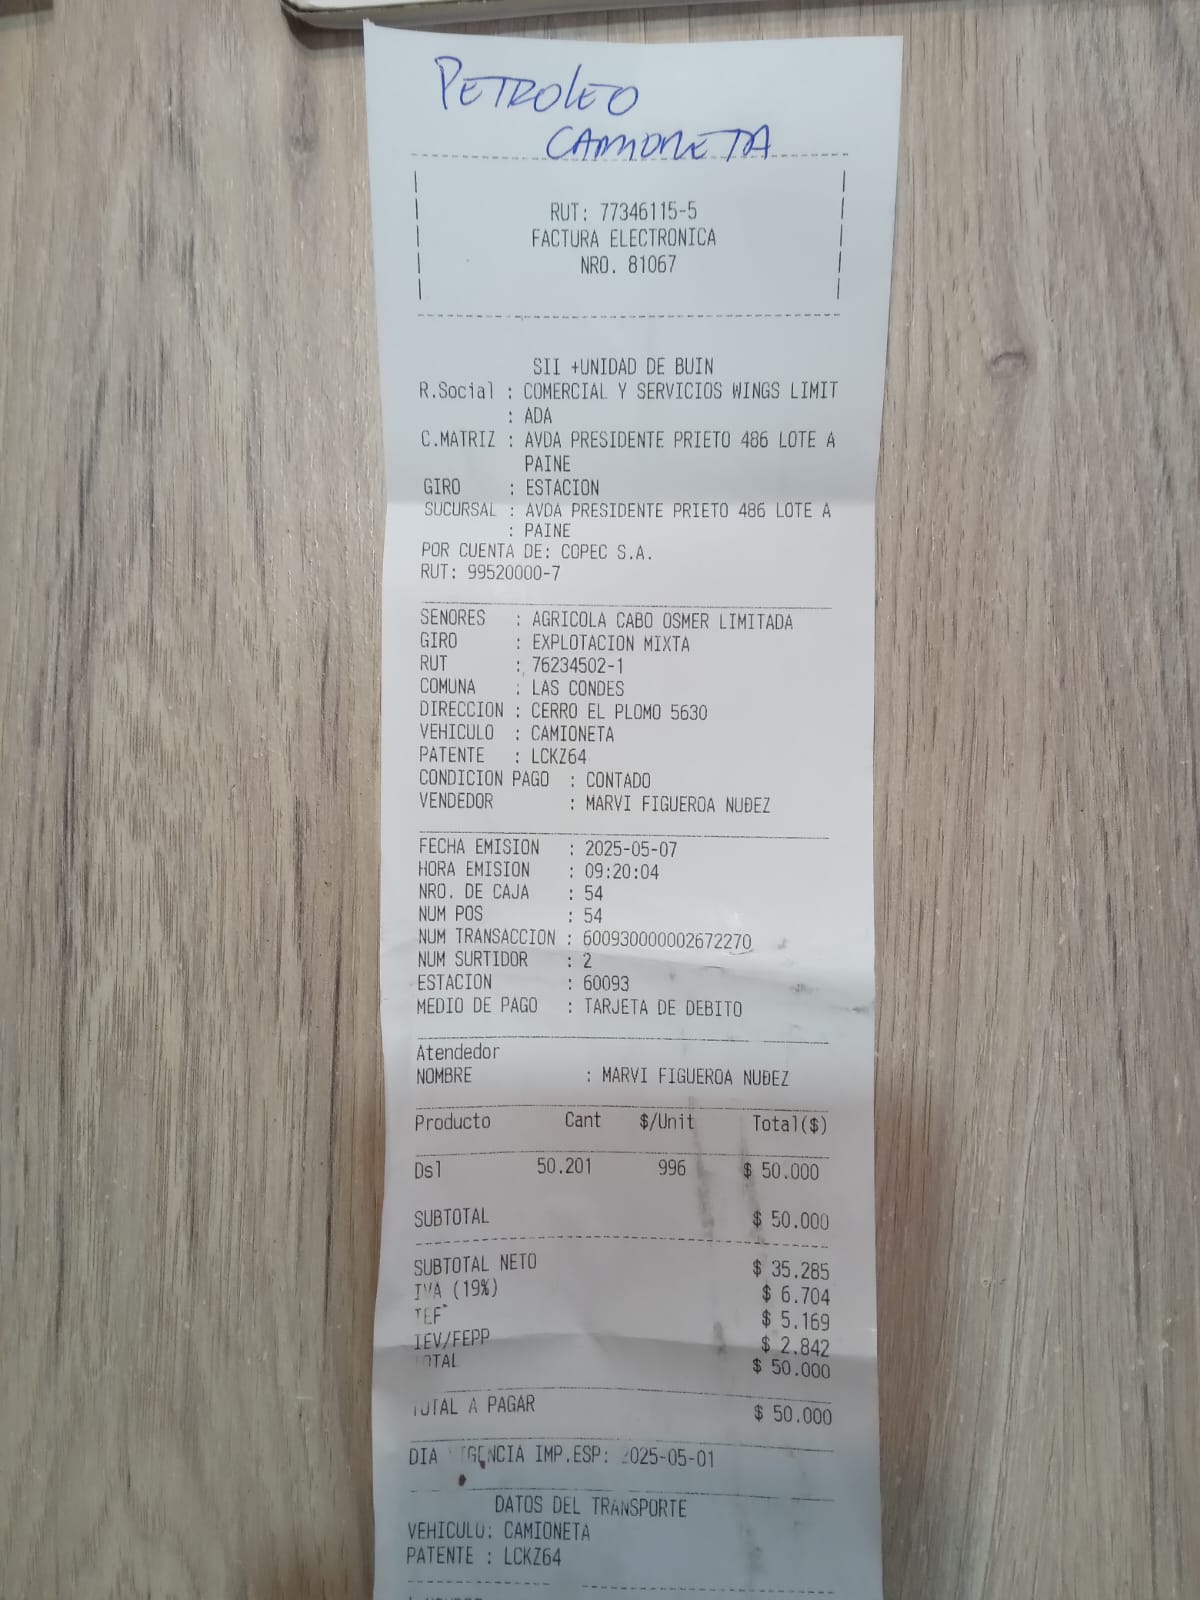 PETROLEO
CAMIONETA
RUT: 77346115-5
FACTURA ELECTRONICA
NRO. 81067
SII +UNIDAD DE BUIN
R.Social : COMERCIAL Y SERVICIOS WINGS LIMIT
: ADA
C.MATRIZ : AVDA PRESIDENTE PRIETO 486 LOTE A
PAINE
GIRO : ESTACION
SUCURSAL : AVDA PRESIDENTE PRIETO 486 LOTE A
: PAINE
POR CUENTA DE: COPEC S.A.
RUT: 99520000-7
SENORES : AGRICOLA CABO OSMER LIMITADA
GIRO : EXPLOTACION MIXTA
RUT : 76234502-1
COMUNA : LAS CONDES
DIRECCION : CERRO EL PLOMO 5630
VEHICULO : CAMIONETA
PATENTE : LCKZ64
CONDICION PAGO : CONTADO
VENDEDOR : MARVI FIGUEROA NUÐEZ
FECHA EMISION : 2025-05-07
HORA EMISION : 09:20:04
NRO. DE CAJA : 54
NUM POS : 54
NUM TRANSACCION : 600930000002672270
NUM SURTIDOR : 2
ESTACION : 60093
MEDIO DE PAGO : TARJETA DE DEBITO
Atendedor
NOMBRE : MARVI FIGUEROA NUÐEZ
Producto Cant $/Unit Total($)
Dsl 50.201 996 $ 50.000
SUBTOTAL $ 50.000
SUBTOTAL NETO $ 35.285
IVA (19%) $ 6.704
IEF $ 5.169
IEV/FEPP $ 2.842
TOTAL $ 50.000
TOTAL A PAGAR $ 50.000
DIA VIGENCIA IMP.ESP: 2025-05-01
DATOS DEL TRANSPORTE
VEHICULO: CAMIONETA
PATENTE : LCKZ64